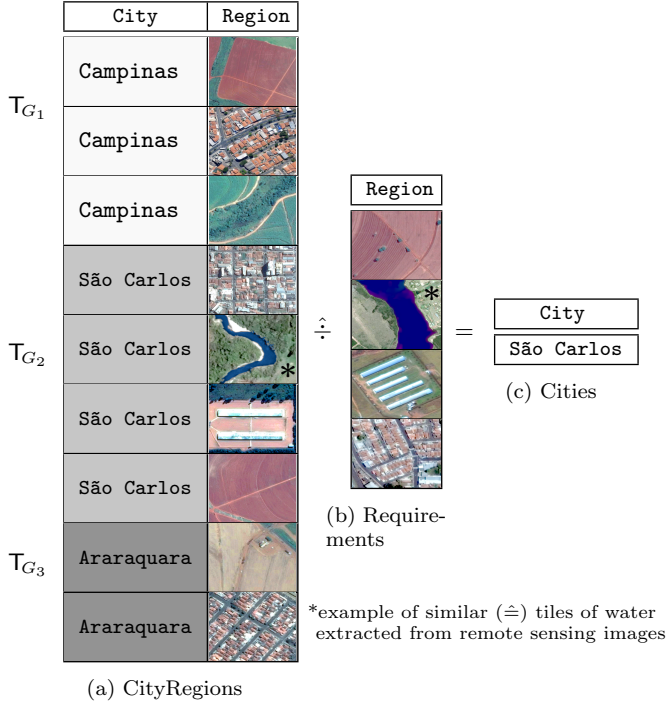 City Region
T_{G_1}
Campinas
Campinas
Campinas
T_{G_2}
São Carlos
São Carlos
*
São Carlos
São Carlos
T_{G_3}
Araraquara
Araraquara
(a) CityRegions
÷̂
Region
*
(b) Require-
ments
=
City
São Carlos
(c) Cities
*example of similar (≙) tiles of water
extracted from remote sensing images